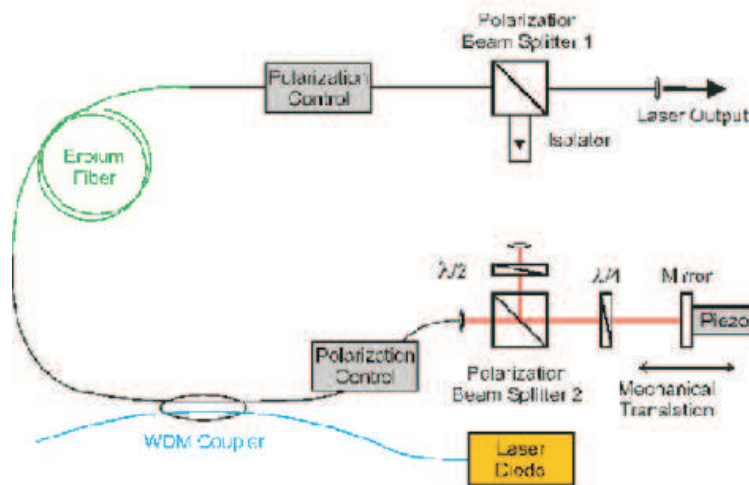 Polarization
Beam Splitter 1
Polarization
Control
Laser Output
Isolator
Erbium
Fiber
λ/2
λ/4
Mirror
Piezo
Polarization
Control
Polarization
Beam Splitter 2
Mechanical
Translation
WDM Coupler
Laser
Diode